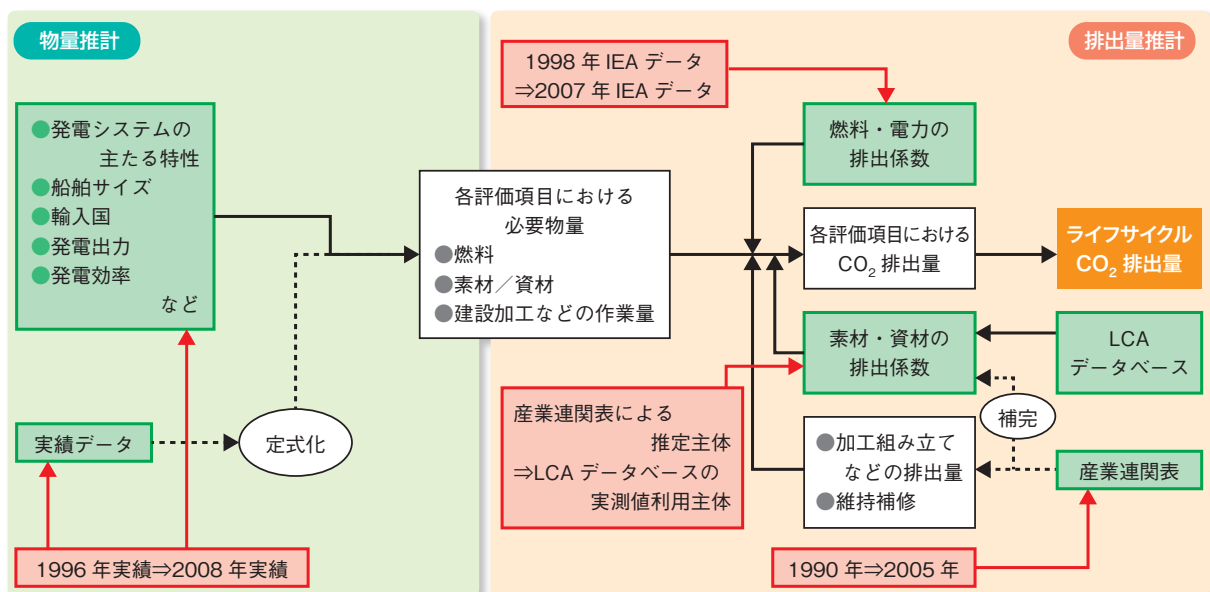 物量推計
●発電システムの
主たる特性
●船舶サイズ
●輸入国
●発電出力
●発電効率
など
実績データ
定式化
1996 年実績⇒2008 年実績
各評価項目における
必要物量
●燃料
●素材／資材
●建設加工などの作業量
排出量推計
1998 年 IEA データ
⇒2007 年 IEA データ
燃料・電力の
排出係数
各評価項目における
CO₂ 排出量
ライフサイクル
CO₂ 排出量
素材・資材の
排出係数
LCA
データベース
産業連関表による
推定主体
⇒LCA データベースの
実測値利用主体
補完
●加工組み立て
などの排出量
●維持補修
産業連関表
1990 年⇒2005 年